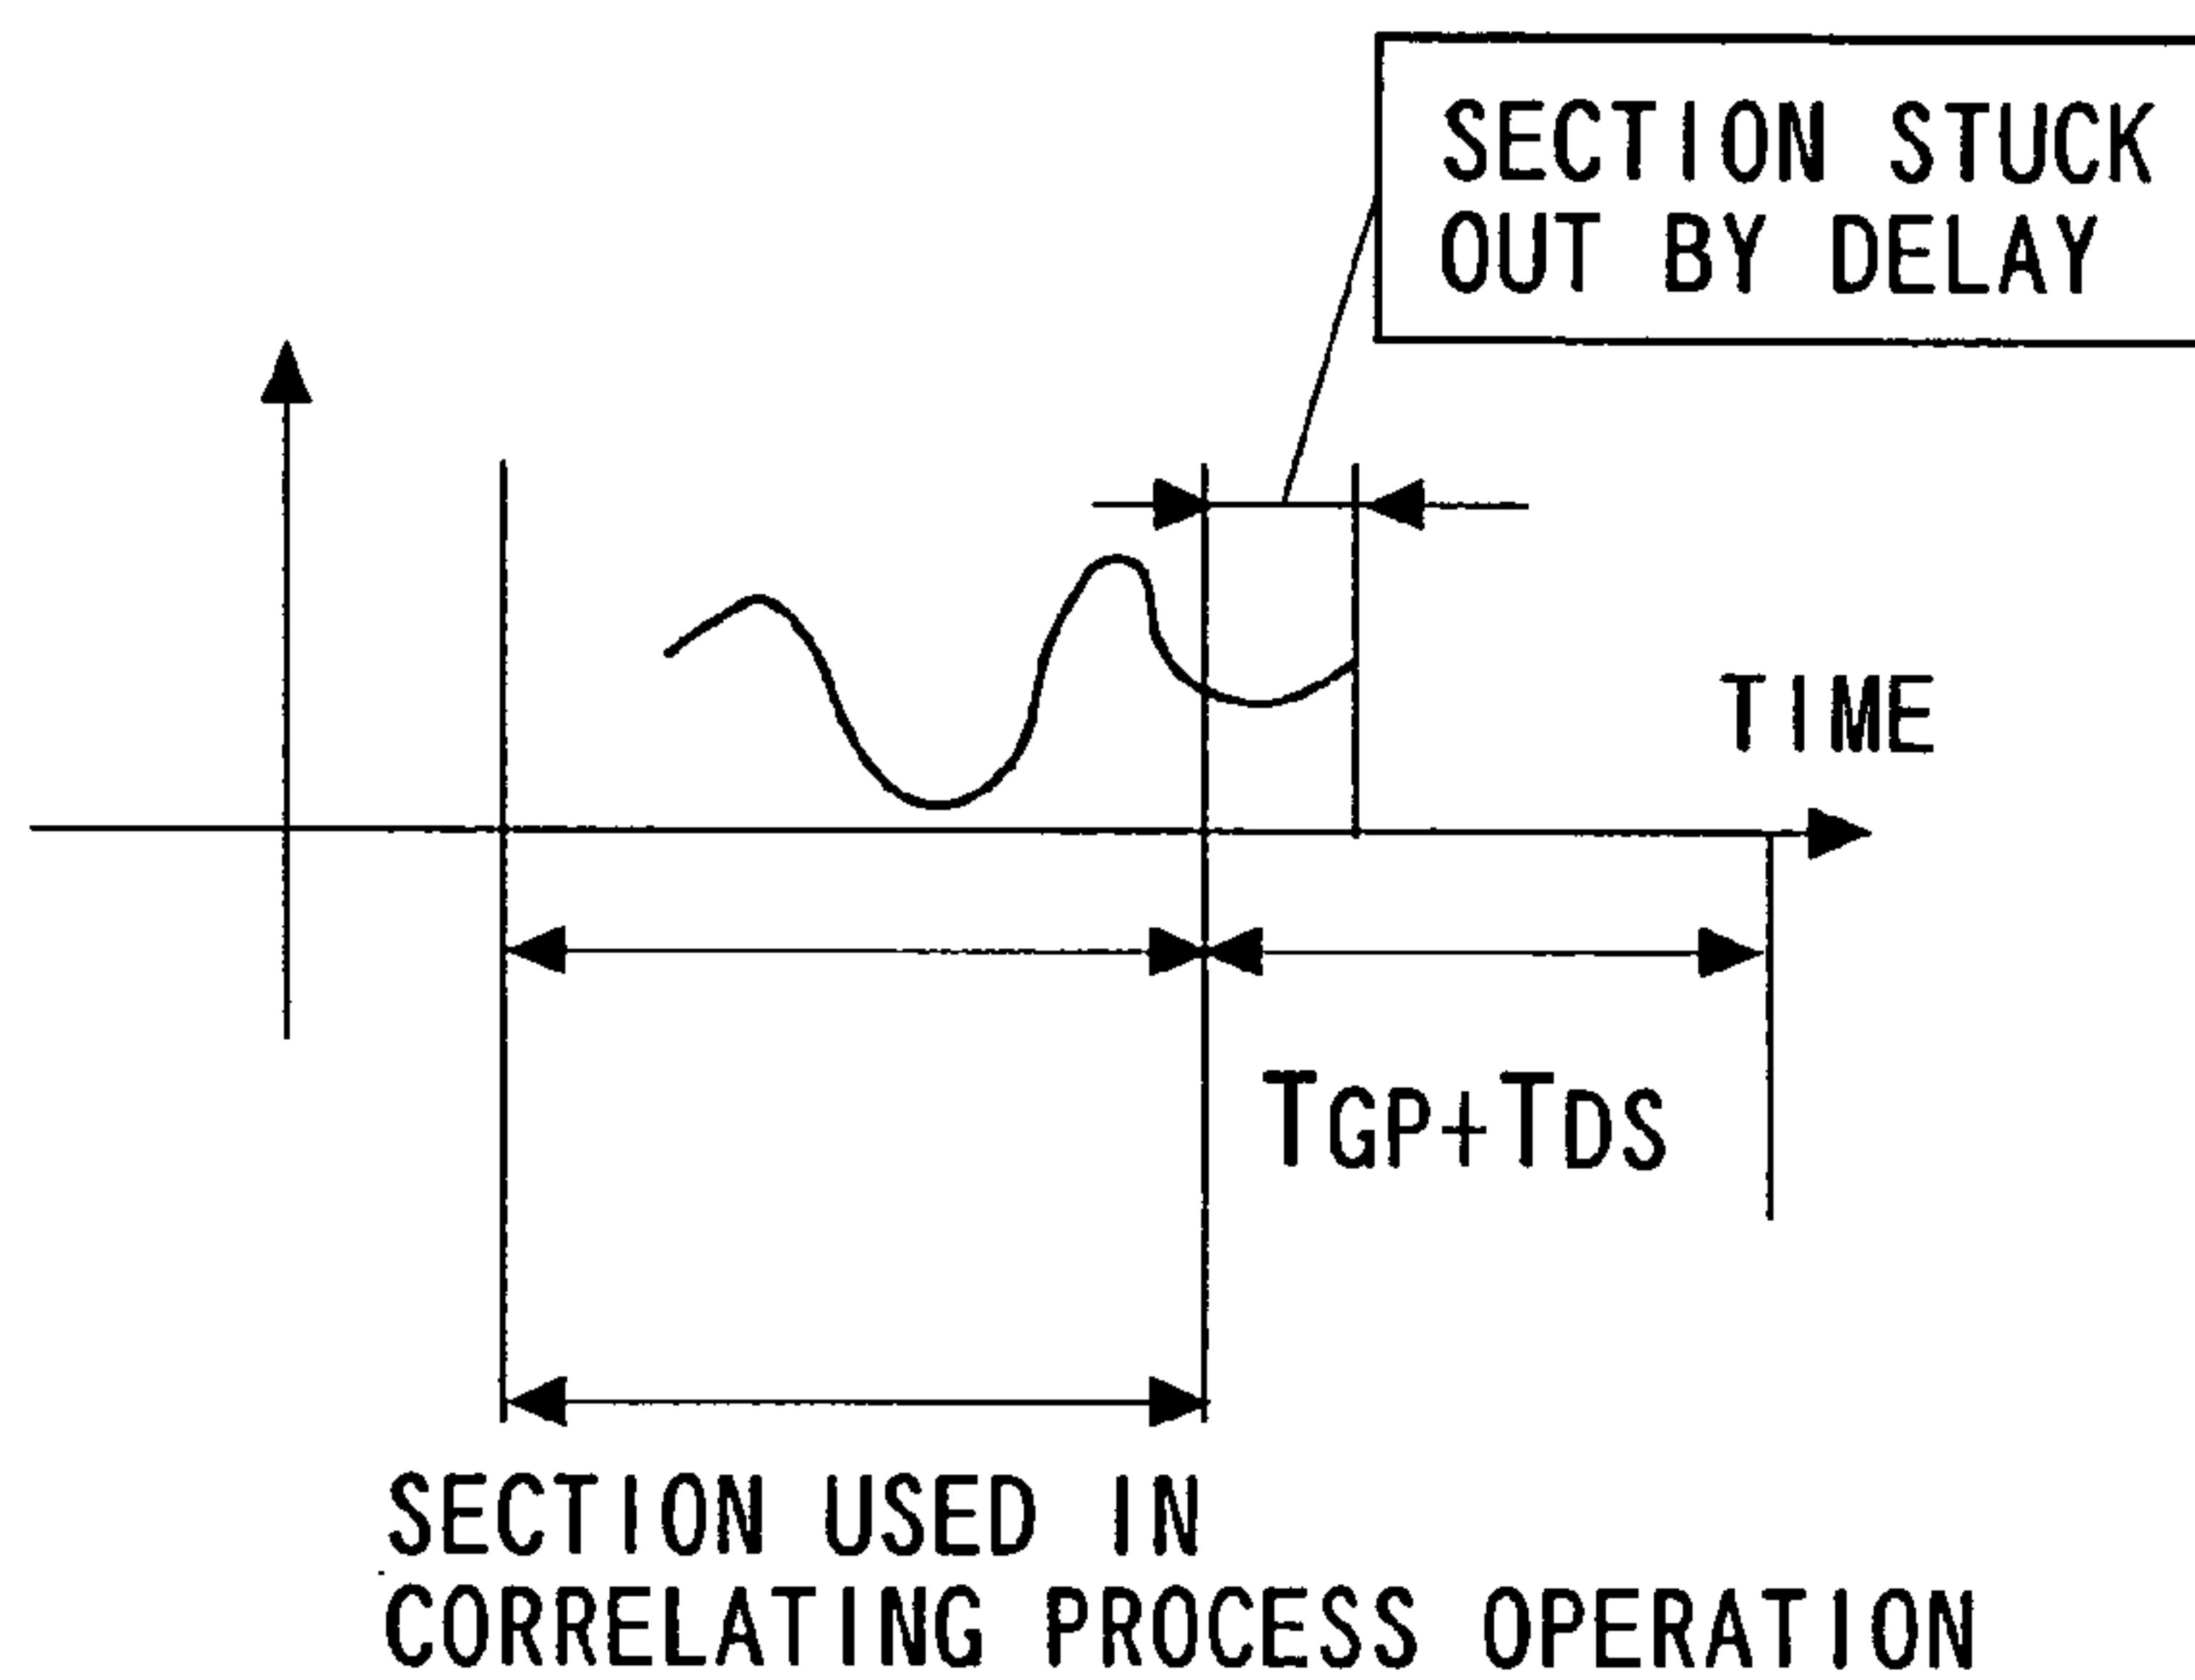 SECTION STUCK
OUT BY DELAY
TIME
TGP+TDS
SECTION USED IN
CORRELATING PROCESS OPERATION